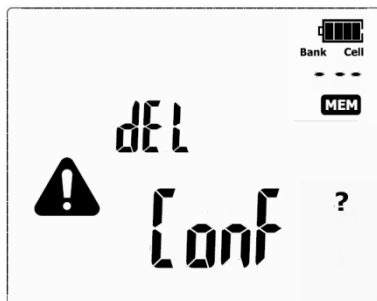 Bank Cell
- - -
MEM
dEL
ConF ?